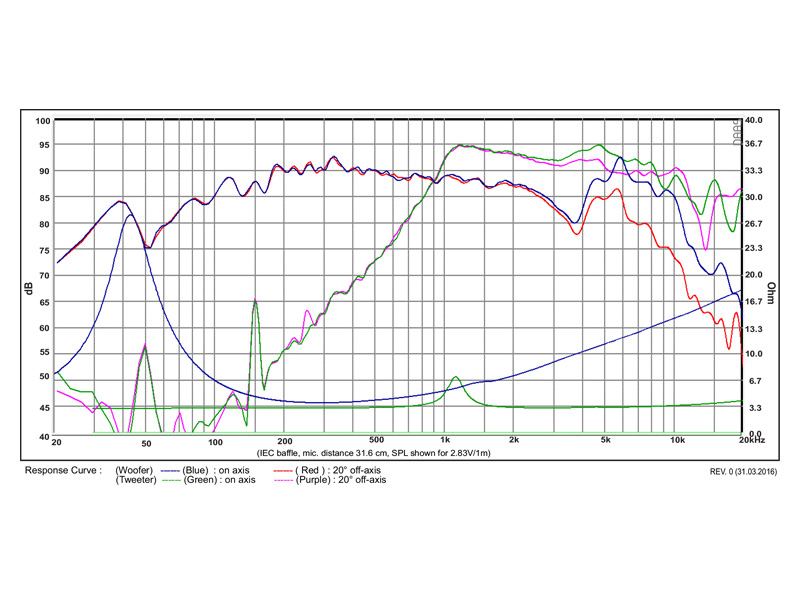 100 40.0
95 36.7
90 33.3
85 30.0
80 26.7
75 23.3
70 20.0
dB Ohm
65 16.7
60 13.3
55 10.0
50 6.7
45 3.3
40 0.0
20 50 100 200 500 1k 2k 5k 10k 20kHz
(IEC baffle, mic. distance 31.6 cm, SPL shown for 2.83V/1m)
Response Curve : (Woofer) (Blue) : on axis ( Red ) : 20° off-axis
(Tweeter) (Green) : on axis (Purple) : 20° off-axis
REV. 0 (31.03.2016)